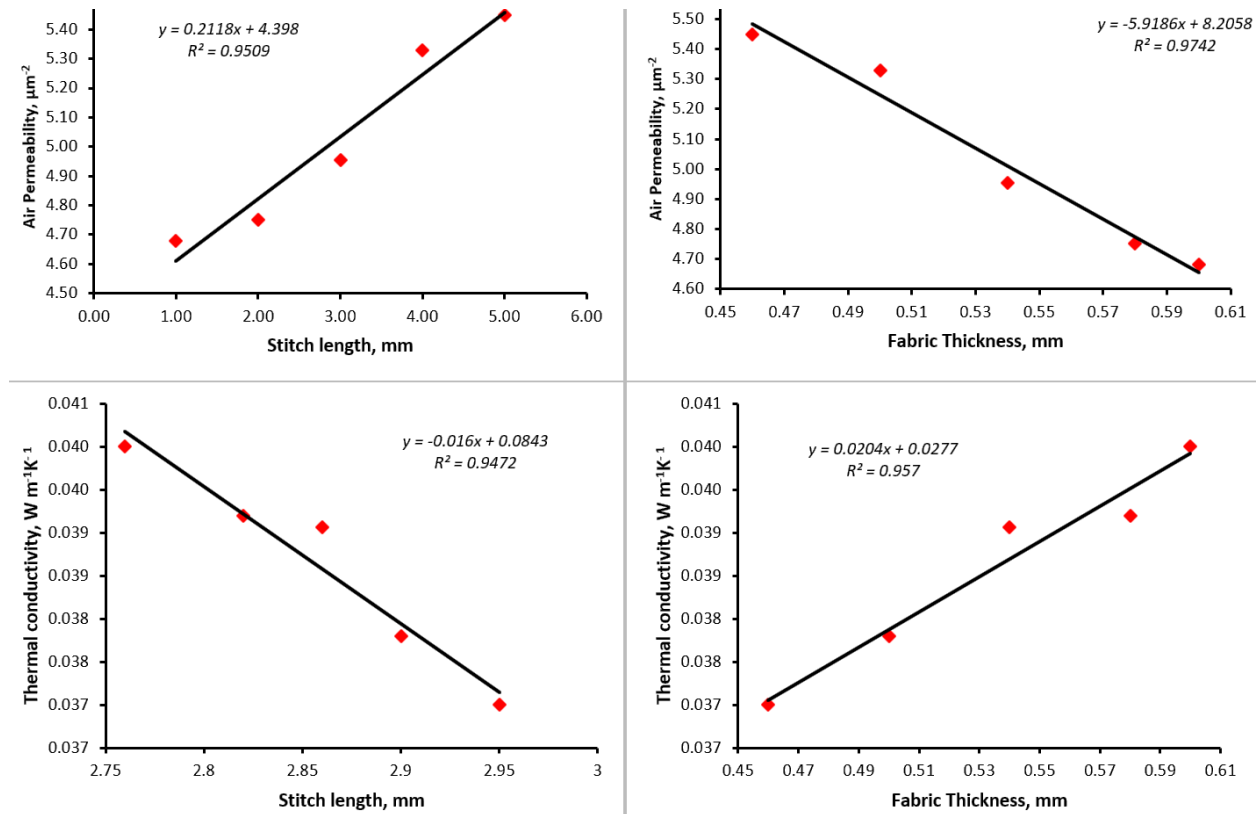 5.40
5.30
5.20
5.10
5.00
4.90
4.80
4.70
4.60
4.50
Air Permeability, µm⁻²
y = 0.2118x + 4.398
R² = 0.9509
0.00 1.00 2.00 3.00 4.00 5.00 6.00
Stitch length, mm
5.50
5.40
5.30
5.20
5.10
5.00
4.90
4.80
4.70
4.60
Air Permeability, µm⁻²
y = -5.9186x + 8.2058
R² = 0.9742
0.45 0.47 0.49 0.51 0.53 0.55 0.57 0.59 0.61
Fabric Thickness, mm
0.041
0.040
0.040
0.039
0.039
0.038
0.038
0.037
0.037
Thermal conductivity, W m⁻¹K⁻¹
y = -0.016x + 0.0843
R² = 0.9472
2.75 2.8 2.85 2.9 2.95 3
Stitch length, mm
0.041
0.040
0.040
0.039
0.039
0.038
0.038
0.037
0.037
Thermal conductivity, W m⁻¹K⁻¹
y = 0.0204x + 0.0277
R² = 0.957
0.45 0.47 0.49 0.51 0.53 0.55 0.57 0.59 0.61
Fabric Thickness, mm